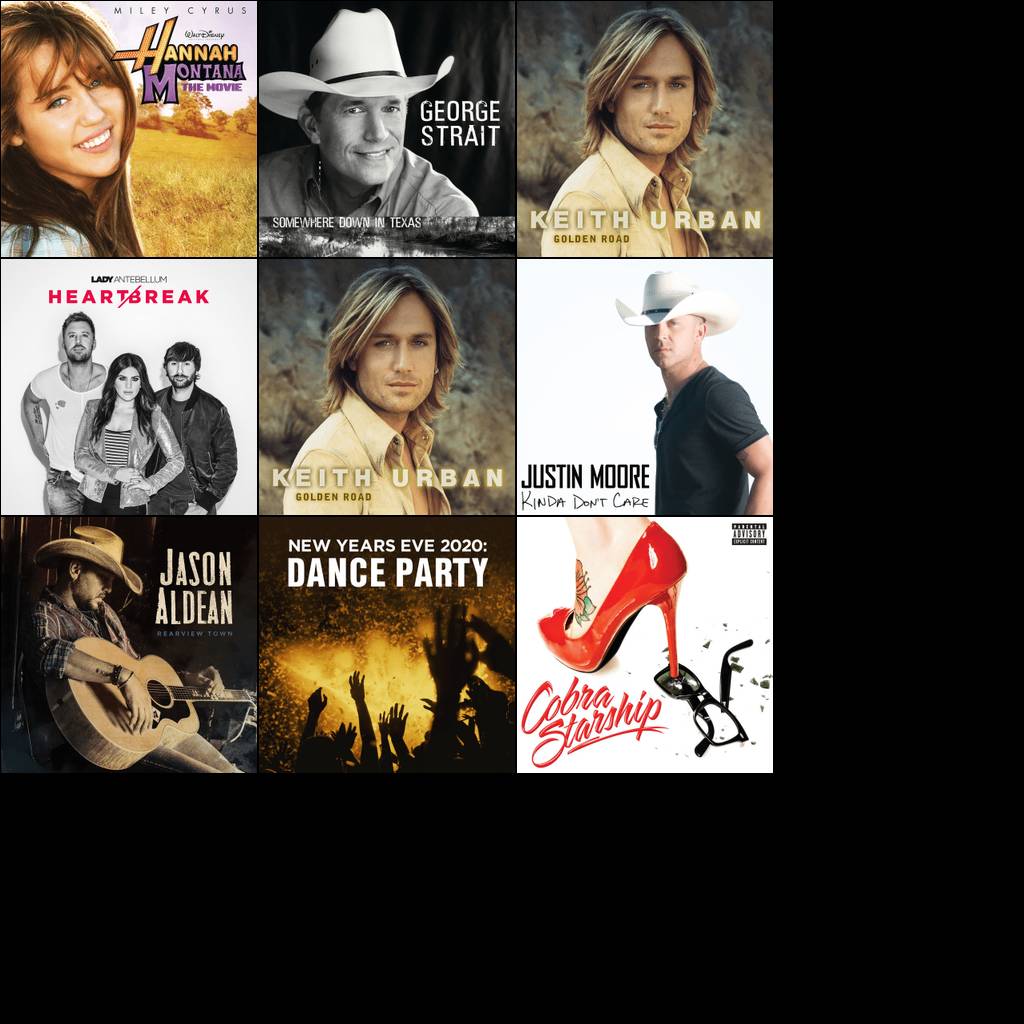 MILEY CYRUS
WALT DISNEY
HANNAH
MONTANA
THE MOVIE
GEORGE
STRAIT
SOMEWHERE DOWN IN TEXAS
KEITH URBAN
GOLDEN ROAD
LADY ANTEBELLUM
HEARTBREAK
KEITH URBAN
GOLDEN ROAD
JUSTIN MOORE
KINDA DON'T CARE
JASON
ALDEAN
REARVIEW TOWN
NEW YEARS EVE 2020:
DANCE PARTY
PARENTAL
ADVISORY
EXPLICIT CONTENT
Cobra
Starship